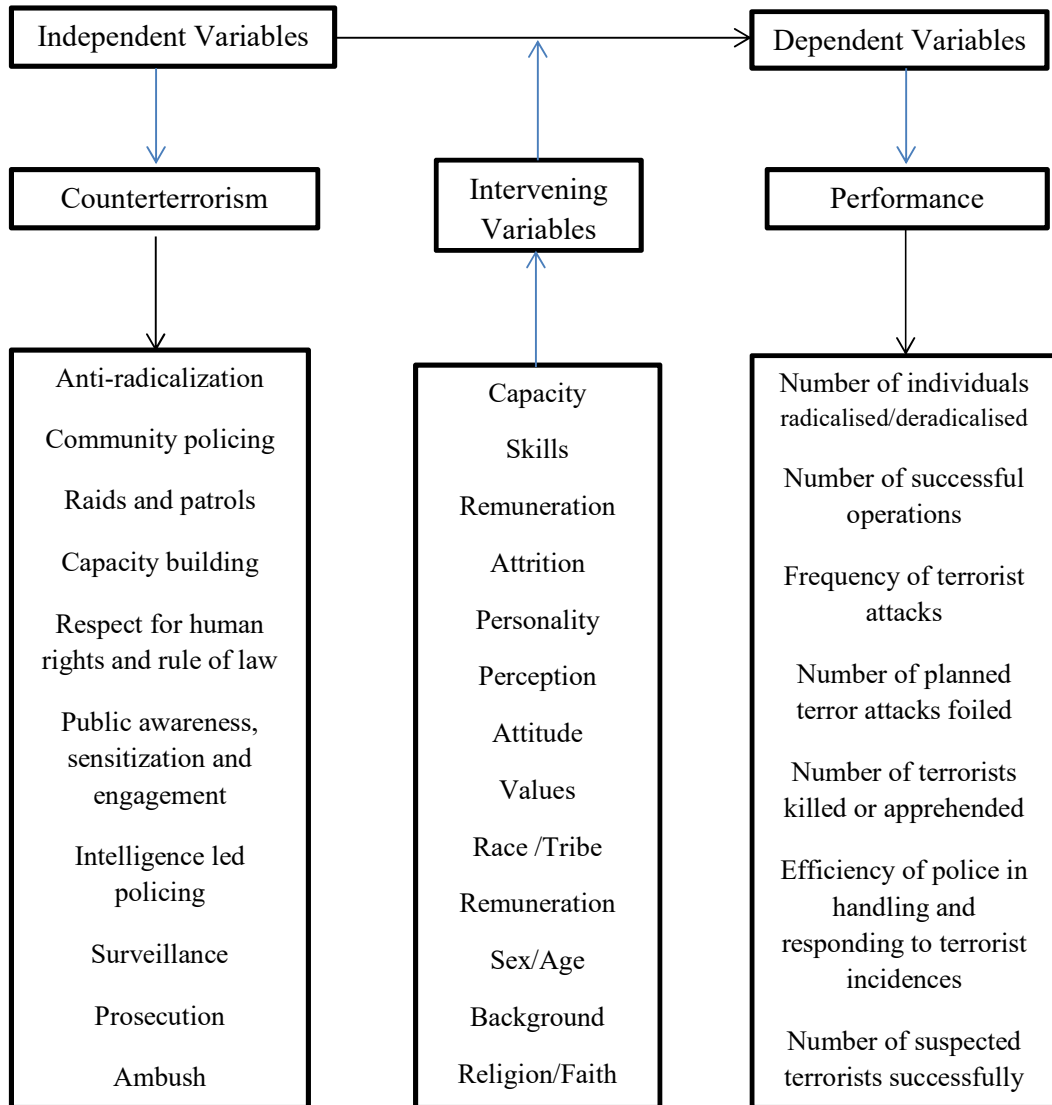 Independent Variables
Dependent Variables
Counterterrorism
Intervening
Variables
Performance
Anti-radicalization
Community policing
Raids and patrols
Capacity building
Respect for human
rights and rule of law
Public awareness,
sensitization and
engagement
Intelligence led
policing
Surveillance
Prosecution
Ambush
Capacity
Skills
Remuneration
Attrition
Personality
Perception
Attitude
Values
Race /Tribe
Remuneration
Sex/Age
Background
Religion/Faith
Number of individuals
radicalised/deradicalised
Number of successful
operations
Frequency of terrorist
attacks
Number of planned
terror attacks foiled
Number of terrorists
killed or apprehended
Efficiency of police in
handling and
responding to terrorist
incidences
Number of suspected
terrorists successfully